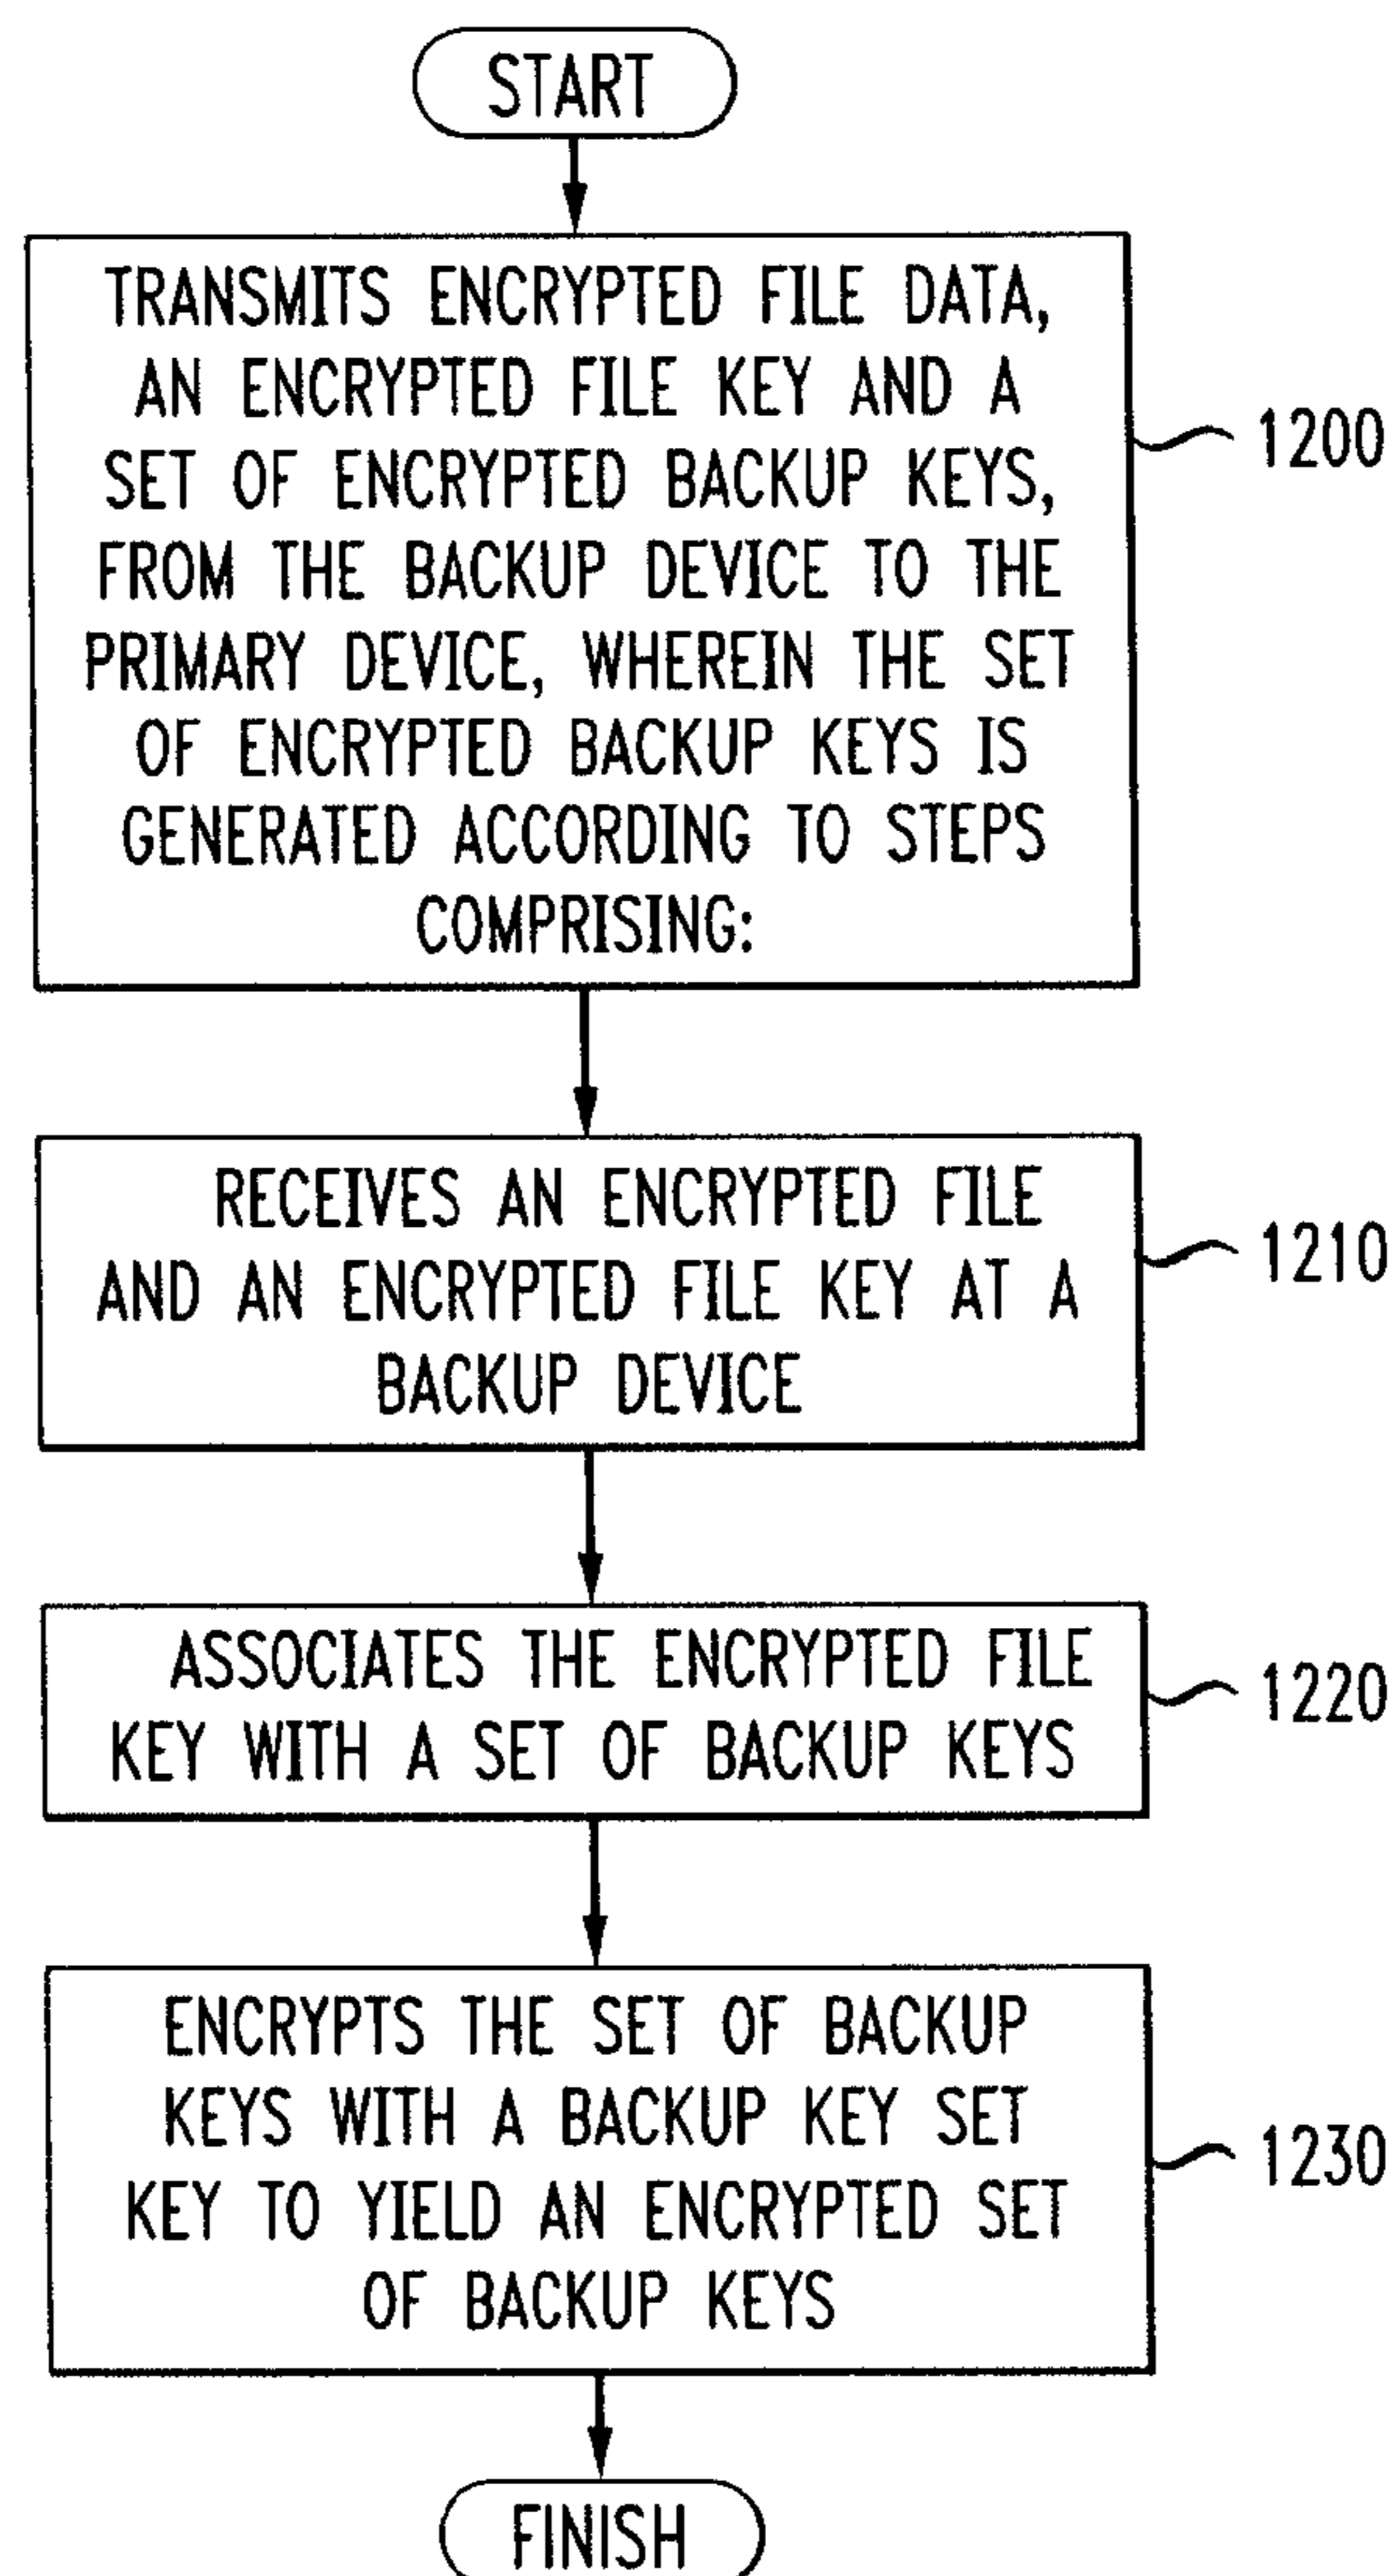 START
TRANSMITS ENCRYPTED FILE DATA,
AN ENCRYPTED FILE KEY AND A
SET OF ENCRYPTED BACKUP KEYS,
FROM THE BACKUP DEVICE TO THE
PRIMARY DEVICE, WHEREIN THE SET
OF ENCRYPTED BACKUP KEYS IS
GENERATED ACCORDING TO STEPS
COMPRISING:
1200
RECEIVES AN ENCRYPTED FILE
AND AN ENCRYPTED FILE KEY AT A
BACKUP DEVICE
1210
ASSOCIATES THE ENCRYPTED FILE
KEY WITH A SET OF BACKUP KEYS
1220
ENCRYPTS THE SET OF BACKUP
KEYS WITH A BACKUP KEY SET
KEY TO YIELD AN ENCRYPTED SET
OF BACKUP KEYS
1230
FINISH